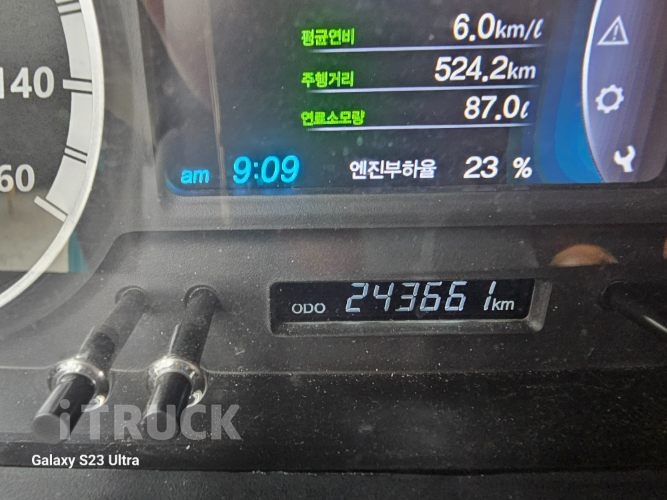 평균연비 6.0km/ℓ
주행거리 524.2km
연료소모량 87.0ℓ
140
60
am 9:09 엔진부하율 23 %
ODO 243661km
iTRUCK
Galaxy S23 Ultra